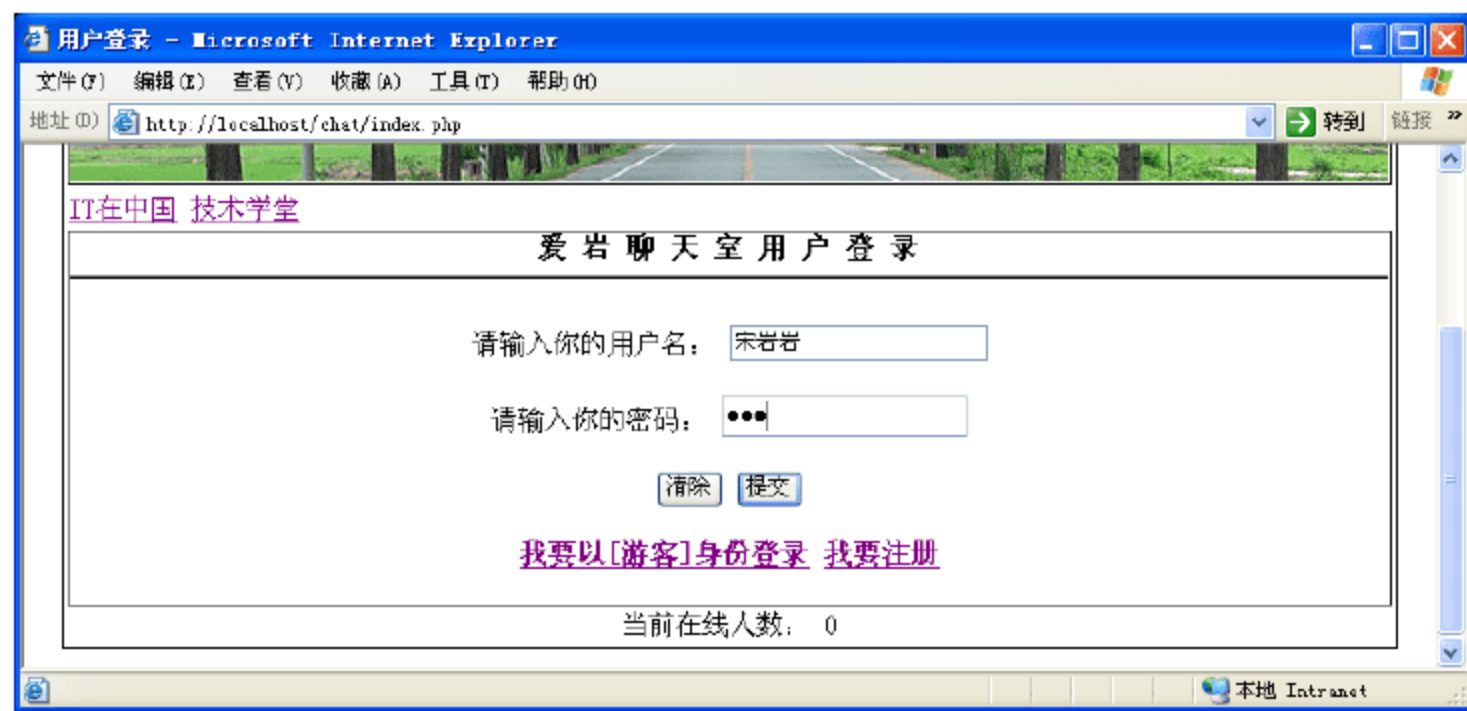 用户登录 - Microsoft Internet Explorer
文件(F) 编辑(E) 查看(V) 收藏(A) 工具(T) 帮助(H)
地址(D) http://localhost/chat/index.php 转到 链接 »
IT在中国 技术学堂
爱岩聊天室用户登录
请输入你的用户名： 宋岩岩
请输入你的密码： •••
清除 提交
我要以[游客]身份登录 我要注册
当前在线人数： 0
本地 Intranet